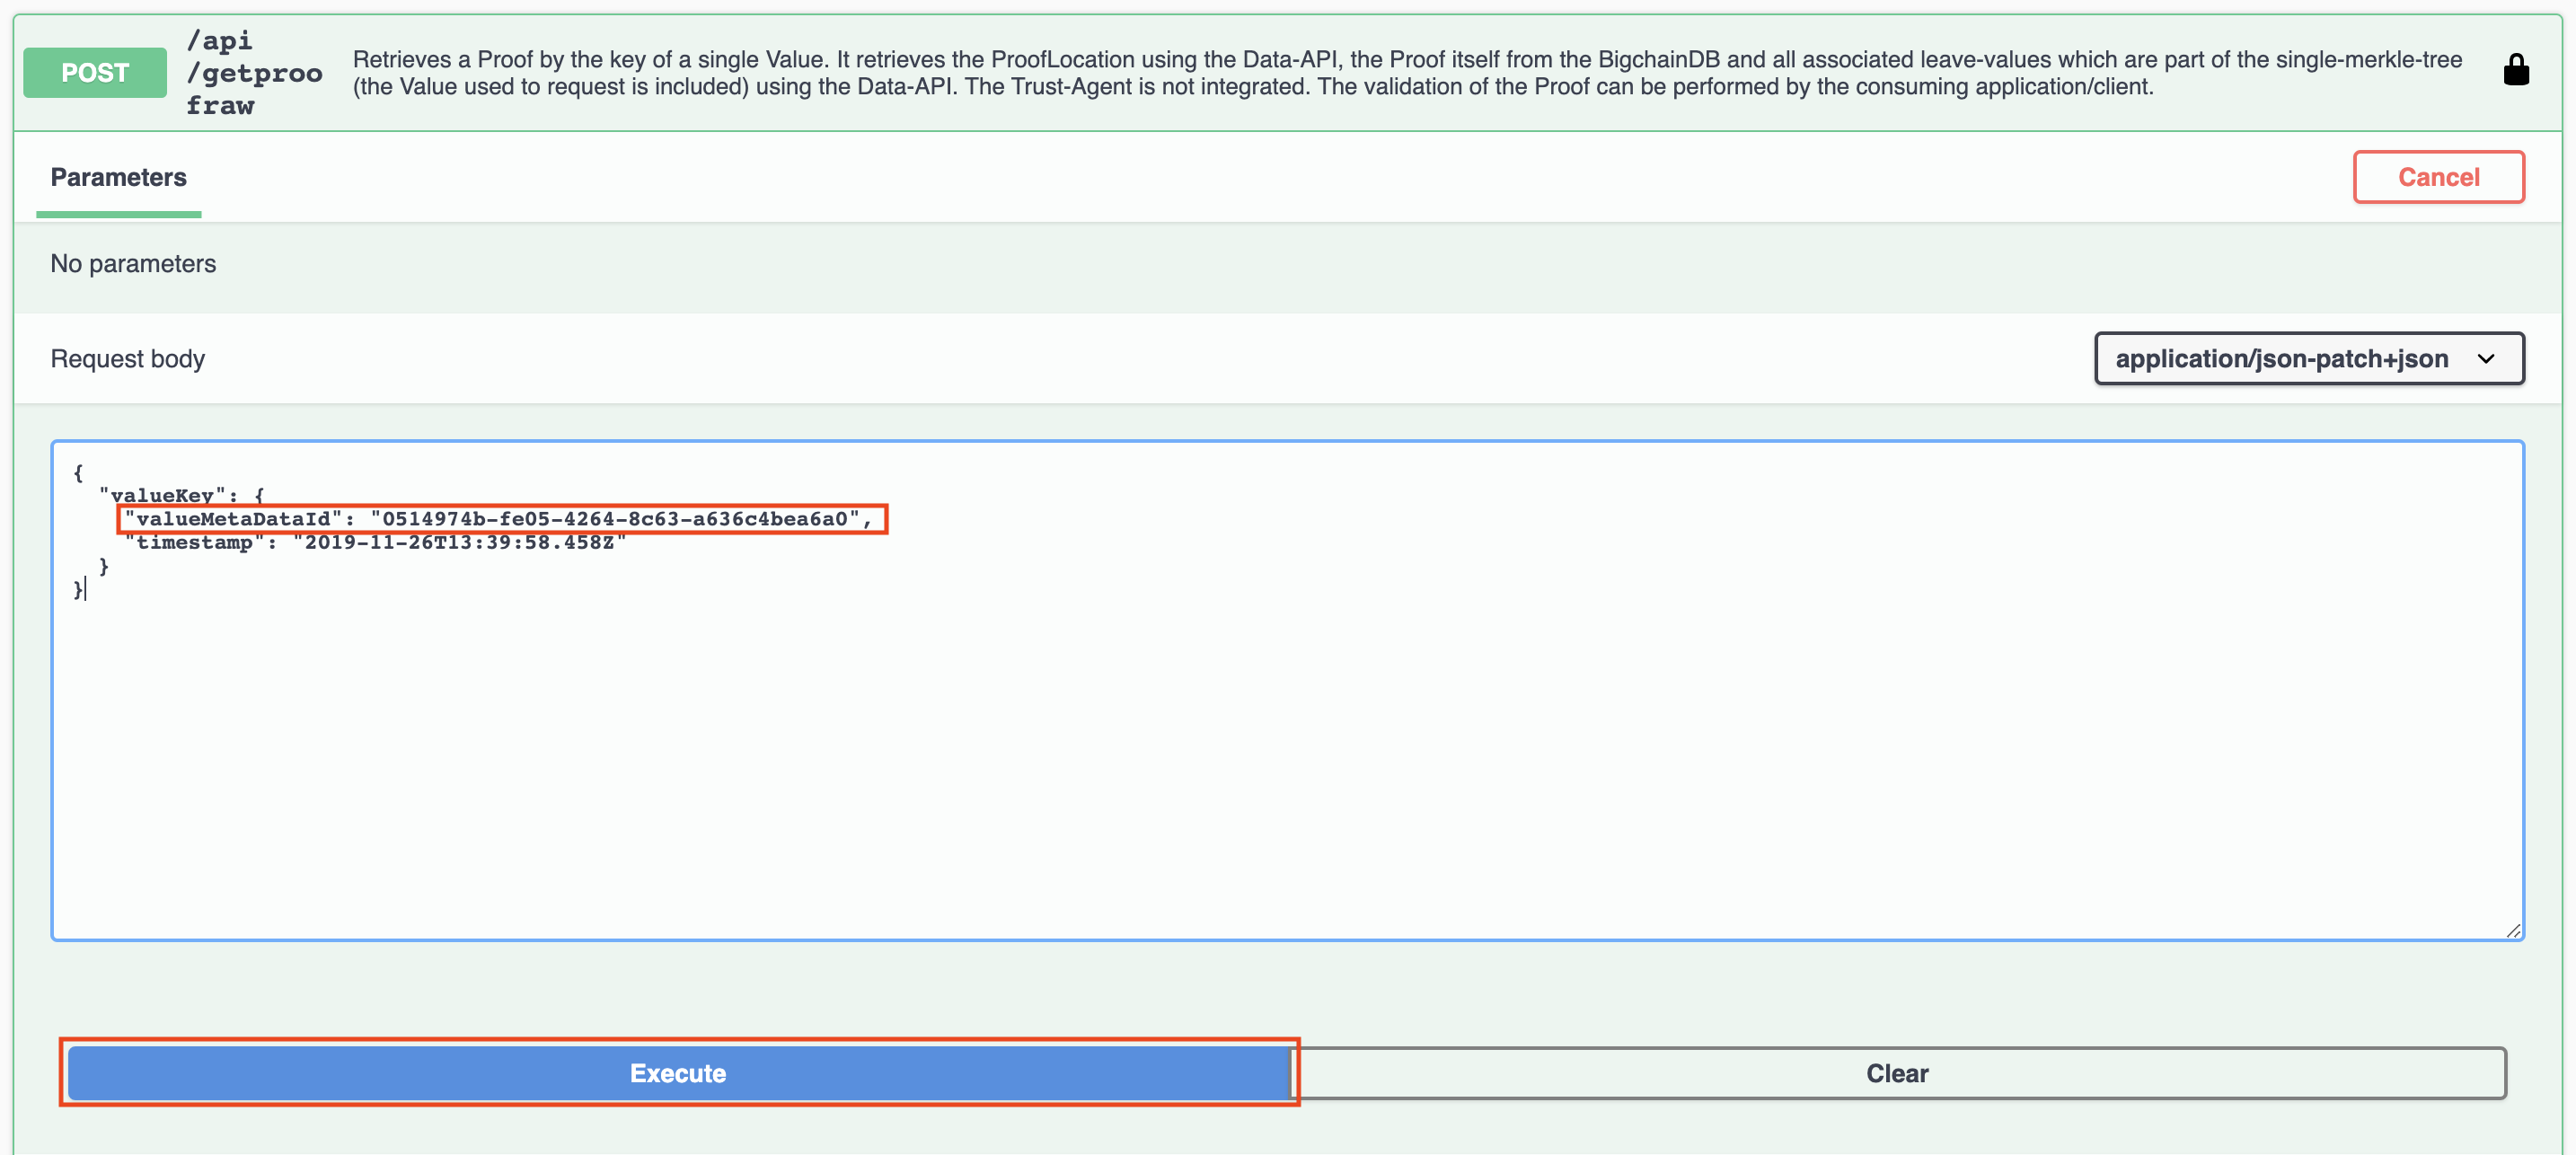 POST
/api
/getproo
fraw
Retrieves a Proof by the key of a single Value. It retrieves the ProofLocation using the Data-API, the Proof itself from the BigchainDB and all associated leave-values which are part of the single-merkle-tree
(the Value used to request is included) using the Data-API. The Trust-Agent is not integrated. The validation of the Proof can be performed by the consuming application/client.
Parameters
Cancel
No parameters
Request body
application/json-patch+json
{
  "valueKey": {
    "valueMetaDataId": "0514974b-fe05-4264-8c63-a636c4bea6a0",
    "timestamp": "2019-11-26T13:39:58.458Z"
  }
}
Execute
Clear